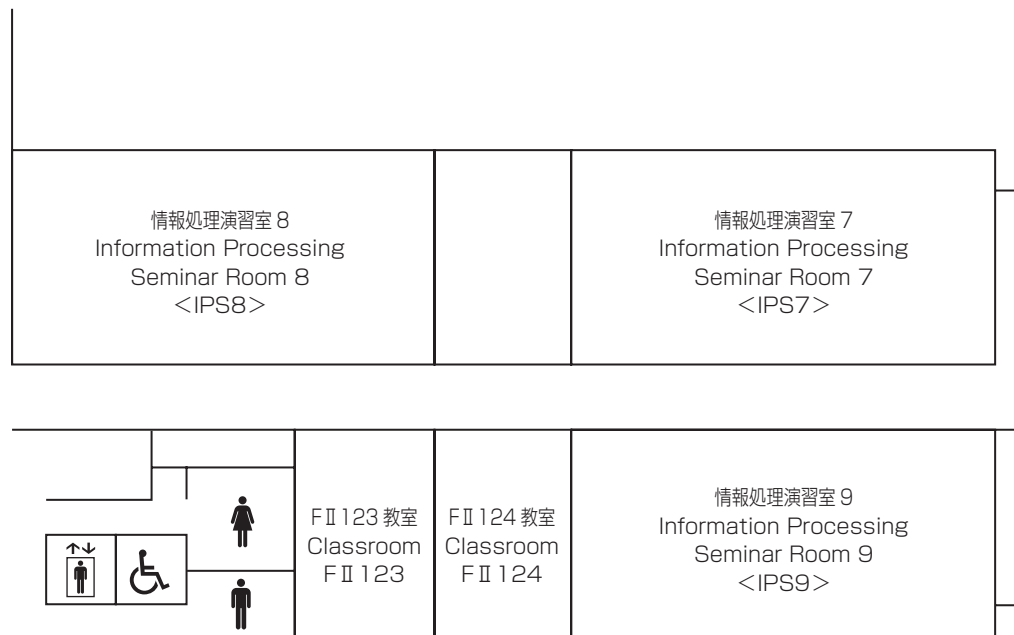 情報処理演習室 8
Information Processing
Seminar Room 8
＜IPS8＞
情報処理演習室 7
Information Processing
Seminar Room 7
＜IPS7＞
FⅡ123 教室
Classroom
FⅡ123
FⅡ124 教室
Classroom
FⅡ124
情報処理演習室 9
Information Processing
Seminar Room 9
＜IPS9＞